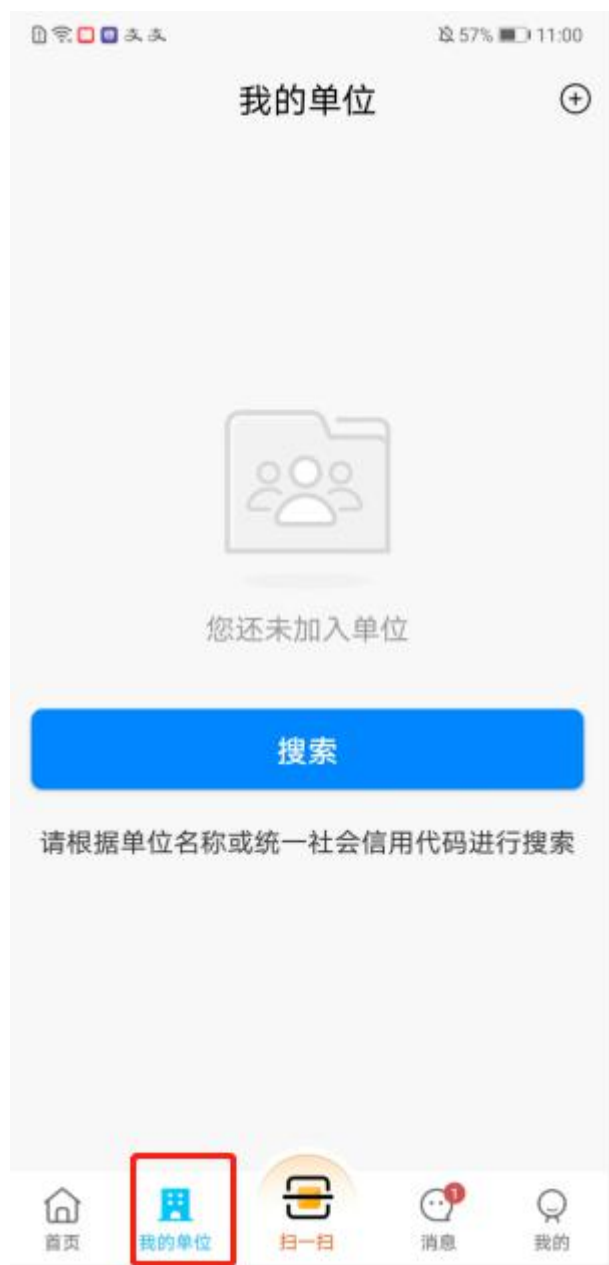 57% 11:00
我的单位
您还未加入单位
搜索
请根据单位名称或统一社会信用代码进行搜索
1
首页 我的单位 扫一扫 消息 我的